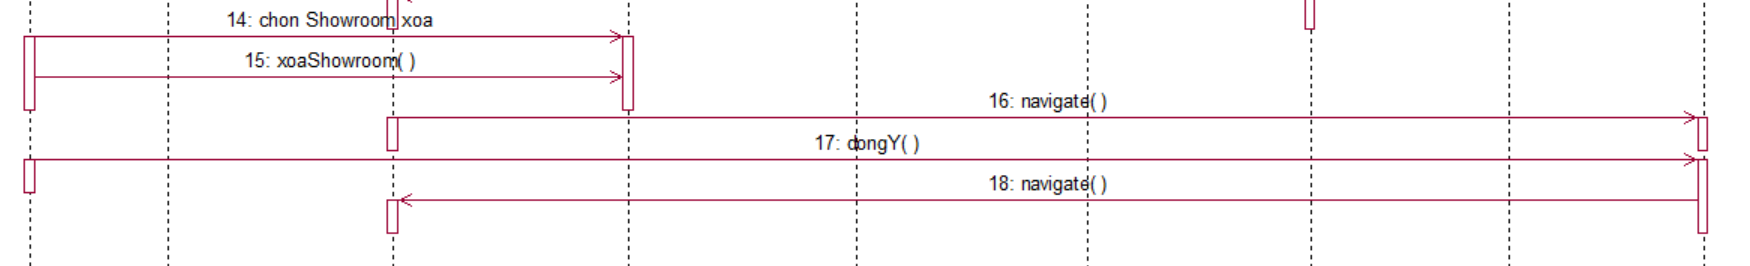 14: chon Showroom xoa
15: xoaShowroom( )
16: navigate( )
17: dongY( )
18: navigate( )